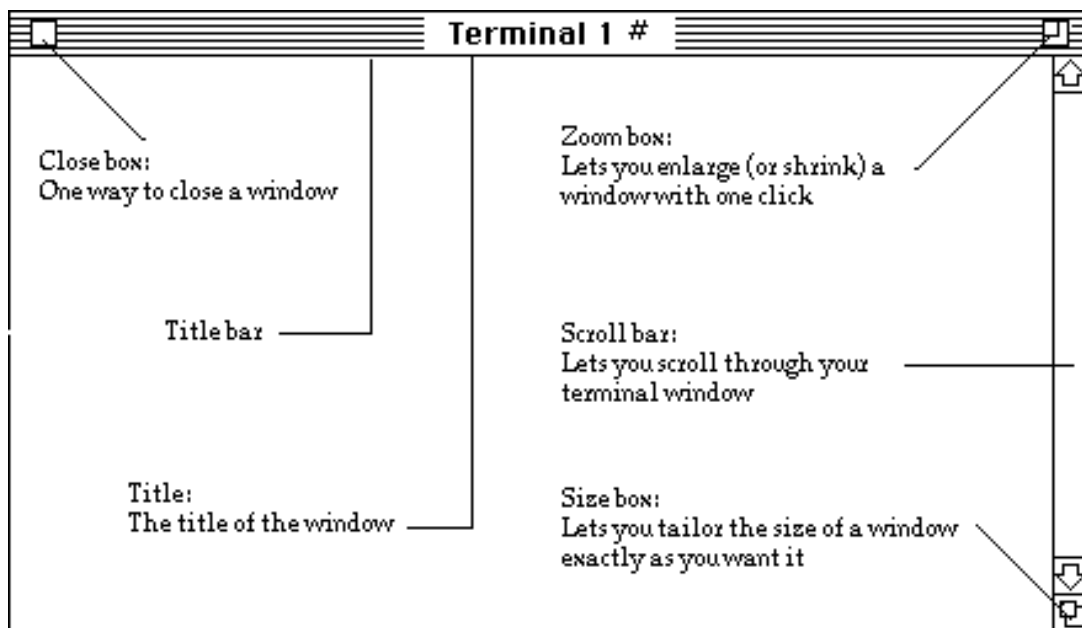 Terminal 1 #
Close box:
One way to close a window
Zoom box:
Lets you enlarge (or shrink) a
window with one click
Title bar
Scroll bar:
Lets you scroll through your
terminal window
Title:
The title of the window
Size box:
Lets you tailor the size of a window
exactly as you want it